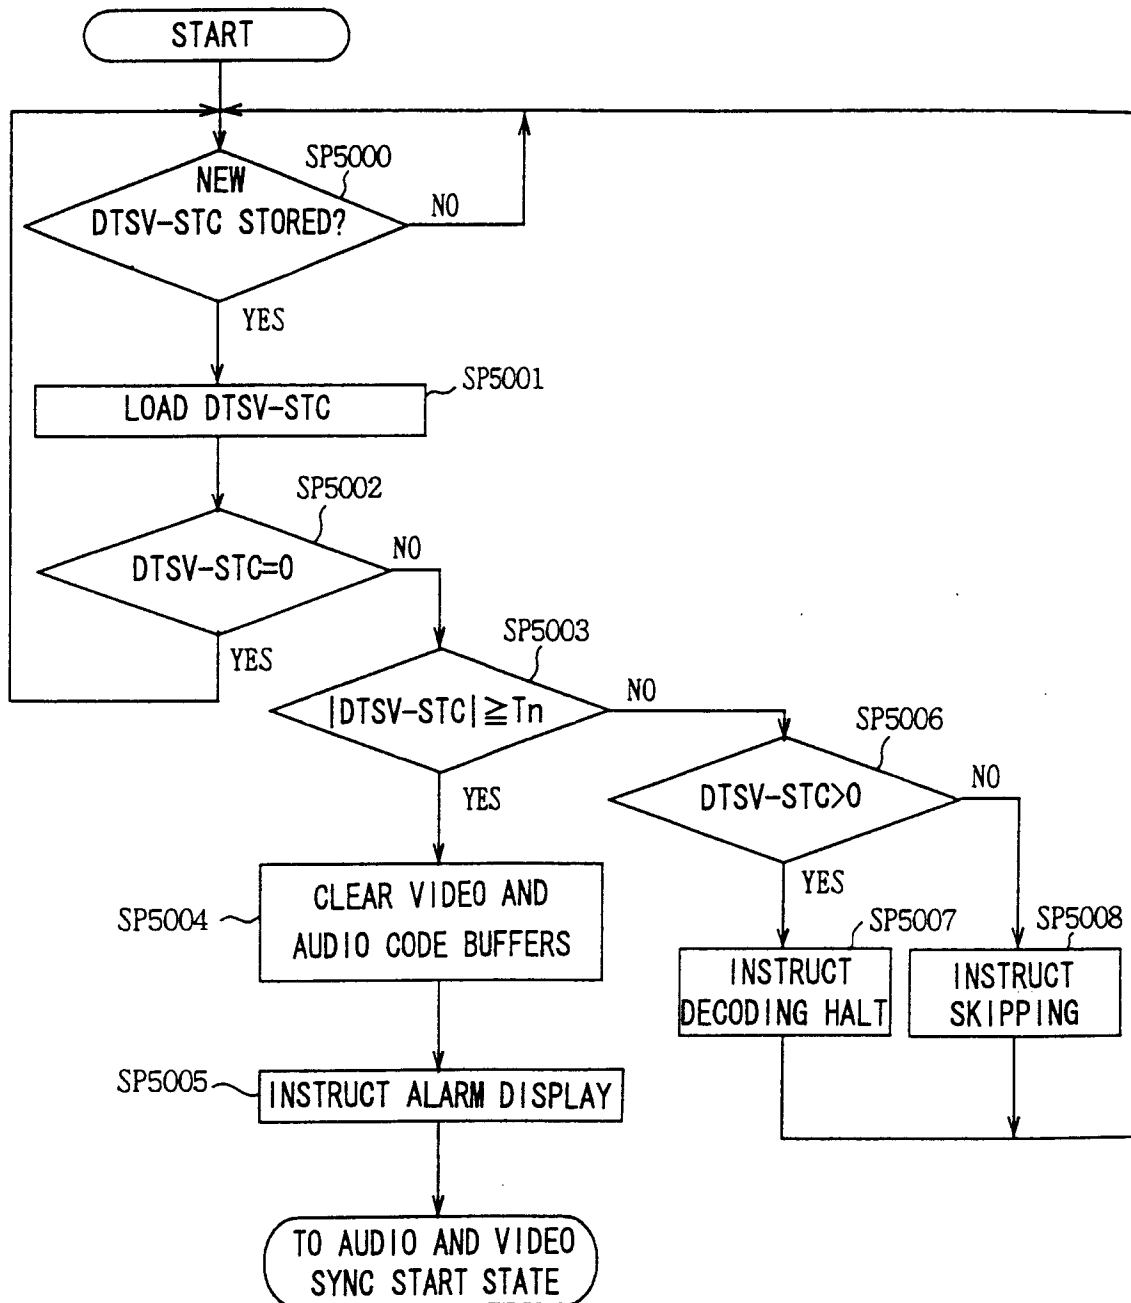 START
SP5000
NEW
DTSV-STC STORED?
NO
YES
SP5001
LOAD DTSV-STC
SP5002
DTSV-STC=0
NO
YES
SP5003
|DTSV-STC|≧Tn
NO
YES
SP5006
DTSV-STC>0
NO
YES
SP5004
CLEAR VIDEO AND
AUDIO CODE BUFFERS
SP5007
INSTRUCT
DECODING HALT
SP5008
INSTRUCT
SKIPPING
SP5005
INSTRUCT ALARM DISPLAY
TO AUDIO AND VIDEO
SYNC START STATE